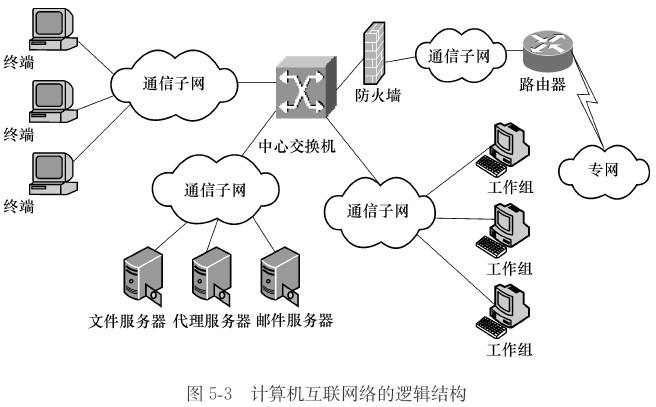 终端
终端
终端
通信子网
中心交换机
防火墙
通信子网
路由器
专网
通信子网
文件服务器
代理服务器
邮件服务器
通信子网
工作组
工作组
工作组
图 5-3 计算机互联网络的逻辑结构